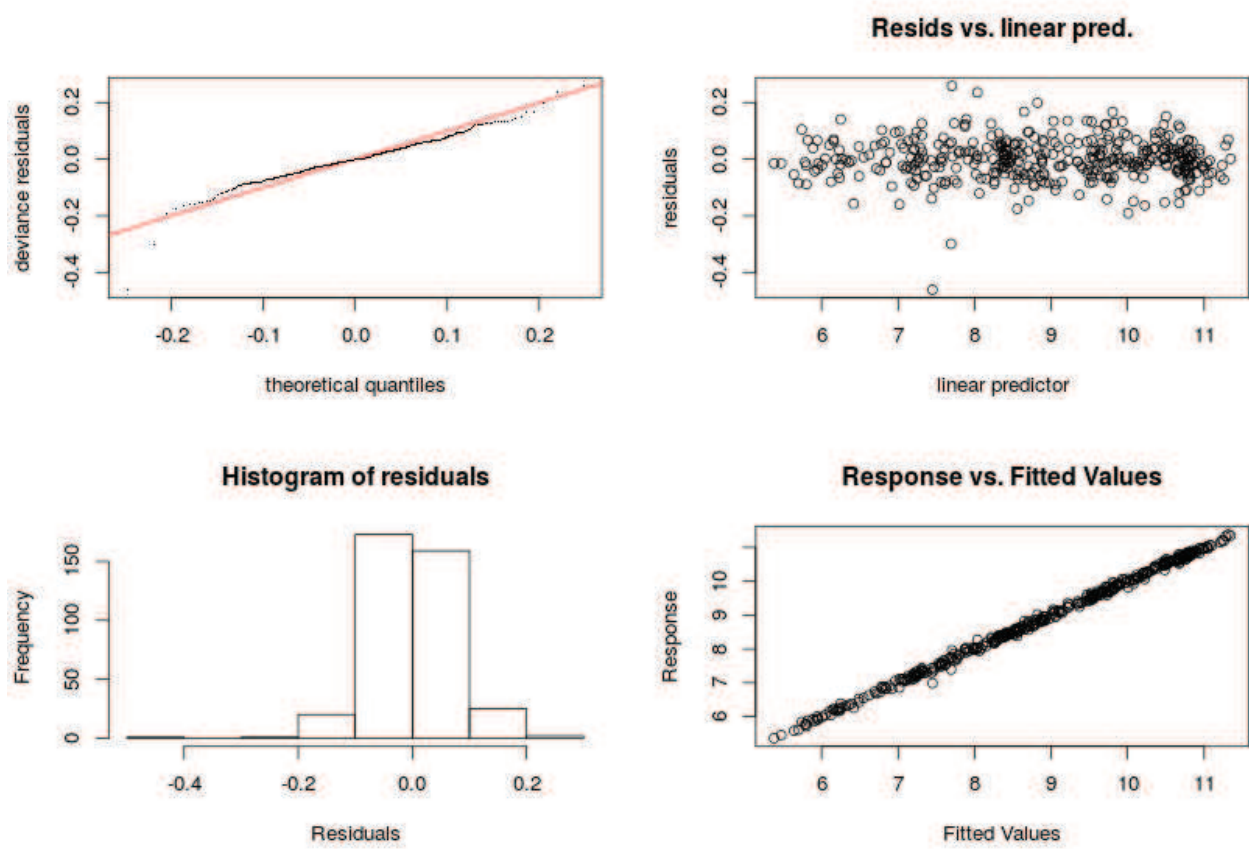 deviance residuals
0.2
0.0
-0.2
-0.4
-0.2 -0.1 0.0 0.1 0.2
theoretical quantiles
Resids vs. linear pred.
residuals
0.2
0.0
-0.2
-0.4
6 7 8 9 10 11
linear predictor
Histogram of residuals
Frequency
150
100
50
0
-0.4 -0.2 0.0 0.2
Residuals
Response vs. Fitted Values
Response
10
9
8
7
6
6 7 8 9 10 11
Fitted Values